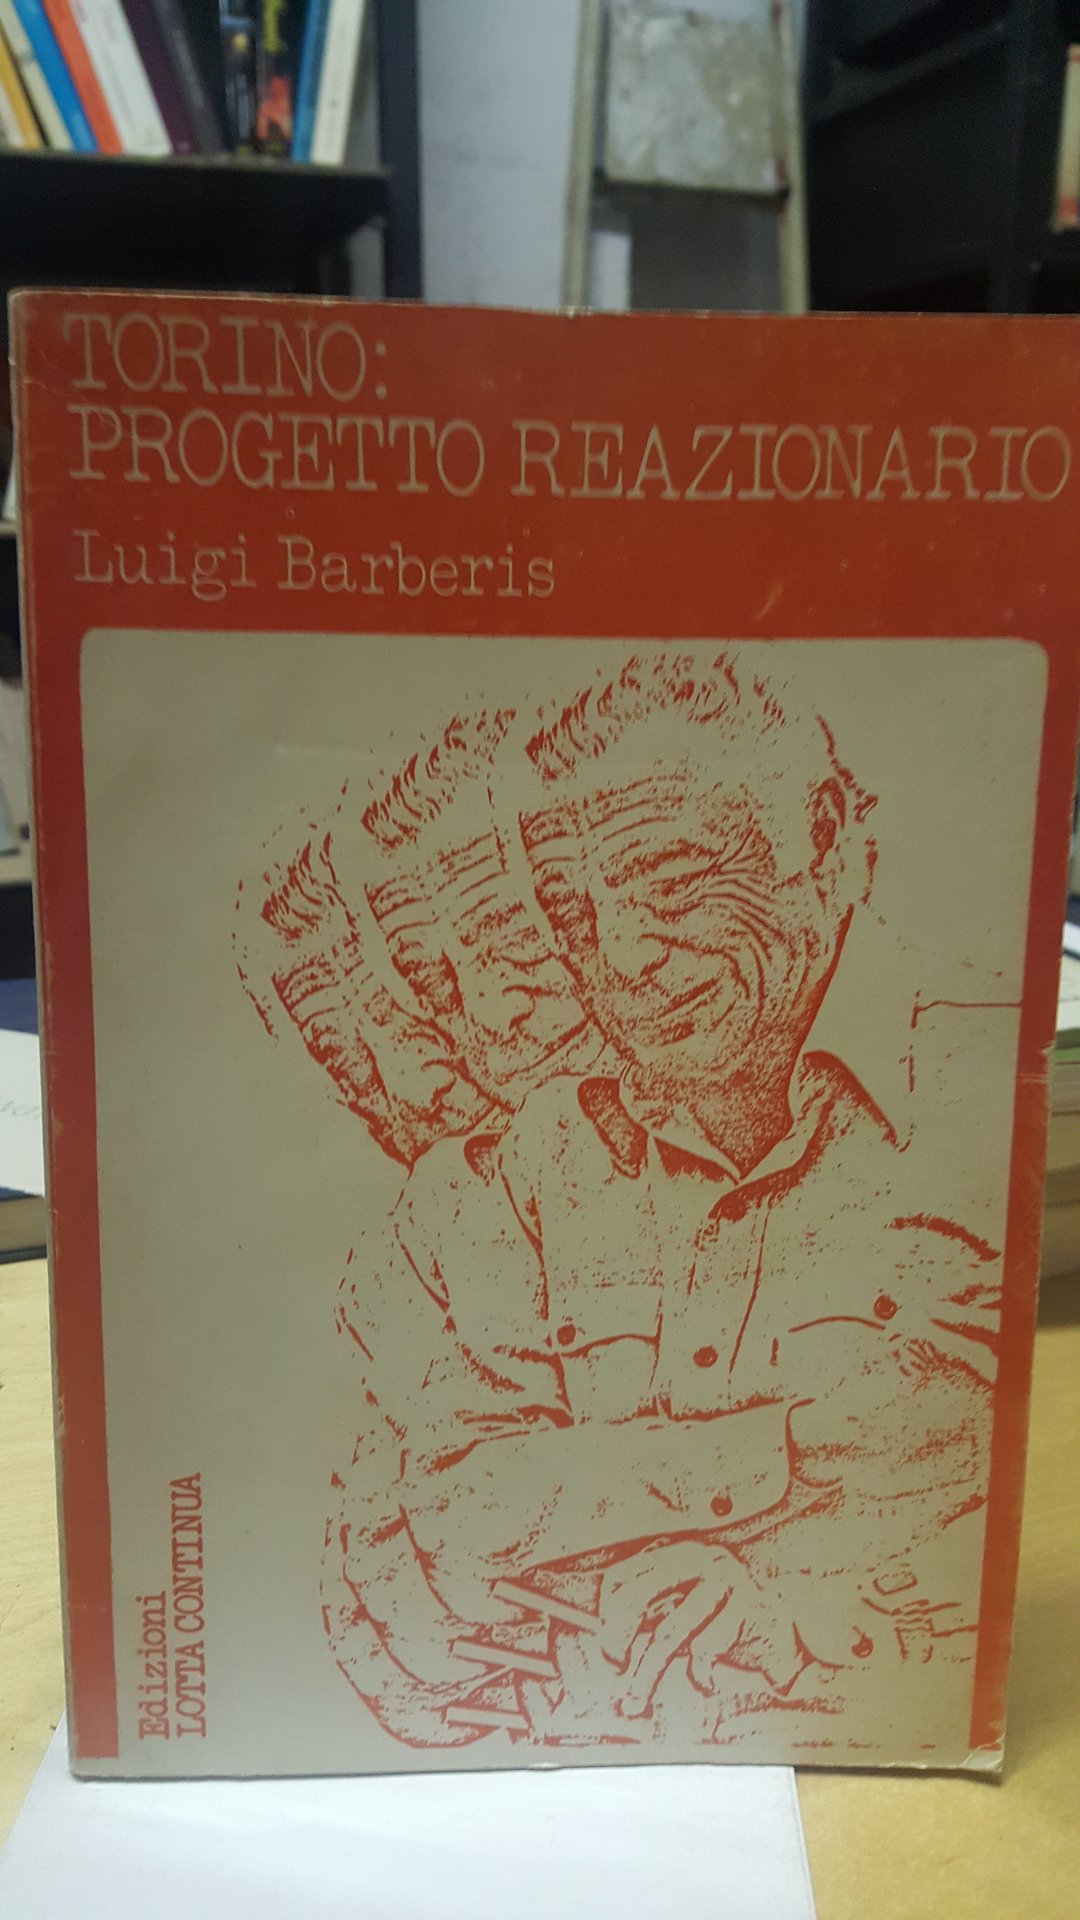 TORINO:
PROGETTO REAZIONARIO
Luigi Barberis
Edizioni
LOTTA CONTINUA